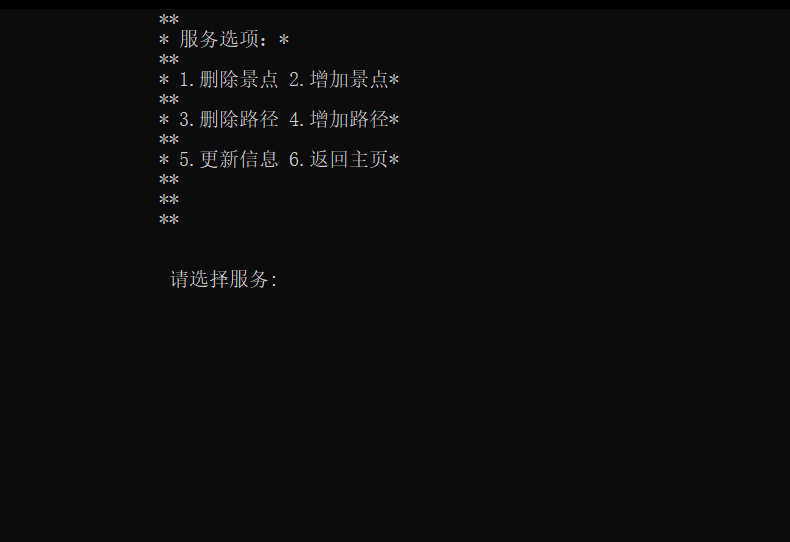 **
* 服务选项：*
**
* 1.删除景点 2.增加景点*
**
* 3.删除路径 4.增加路径*
**
* 5.更新信息 6.返回主页*
**
**
**
请选择服务: